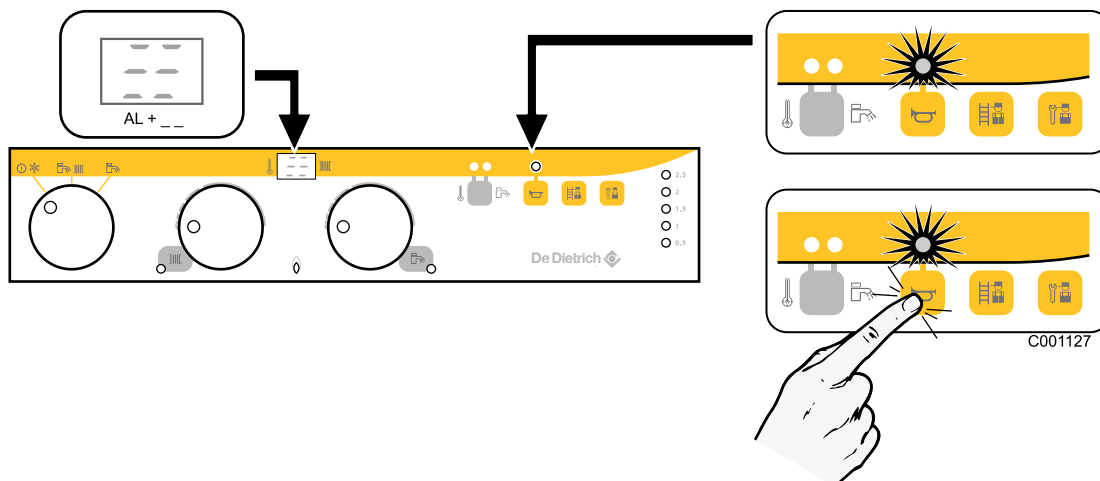 AL + _ _
2,5
2
1,5
1
0,5
De Dietrich
C001127